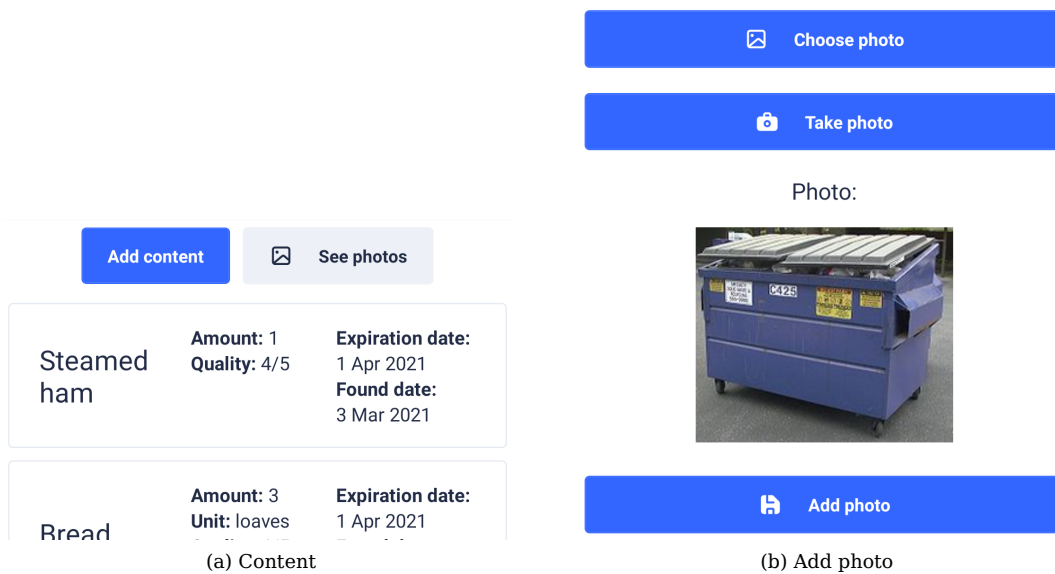 Add content
See photos
Steamed
ham
Amount: 1
Quality: 4/5
Expiration date:
1 Apr 2021
Found date:
3 Mar 2021
Bread
Amount: 3
Unit: loaves
Expiration date:
1 Apr 2021
(a) Content
Choose photo
Take photo
Photo:
C425
Add photo
(b) Add photo